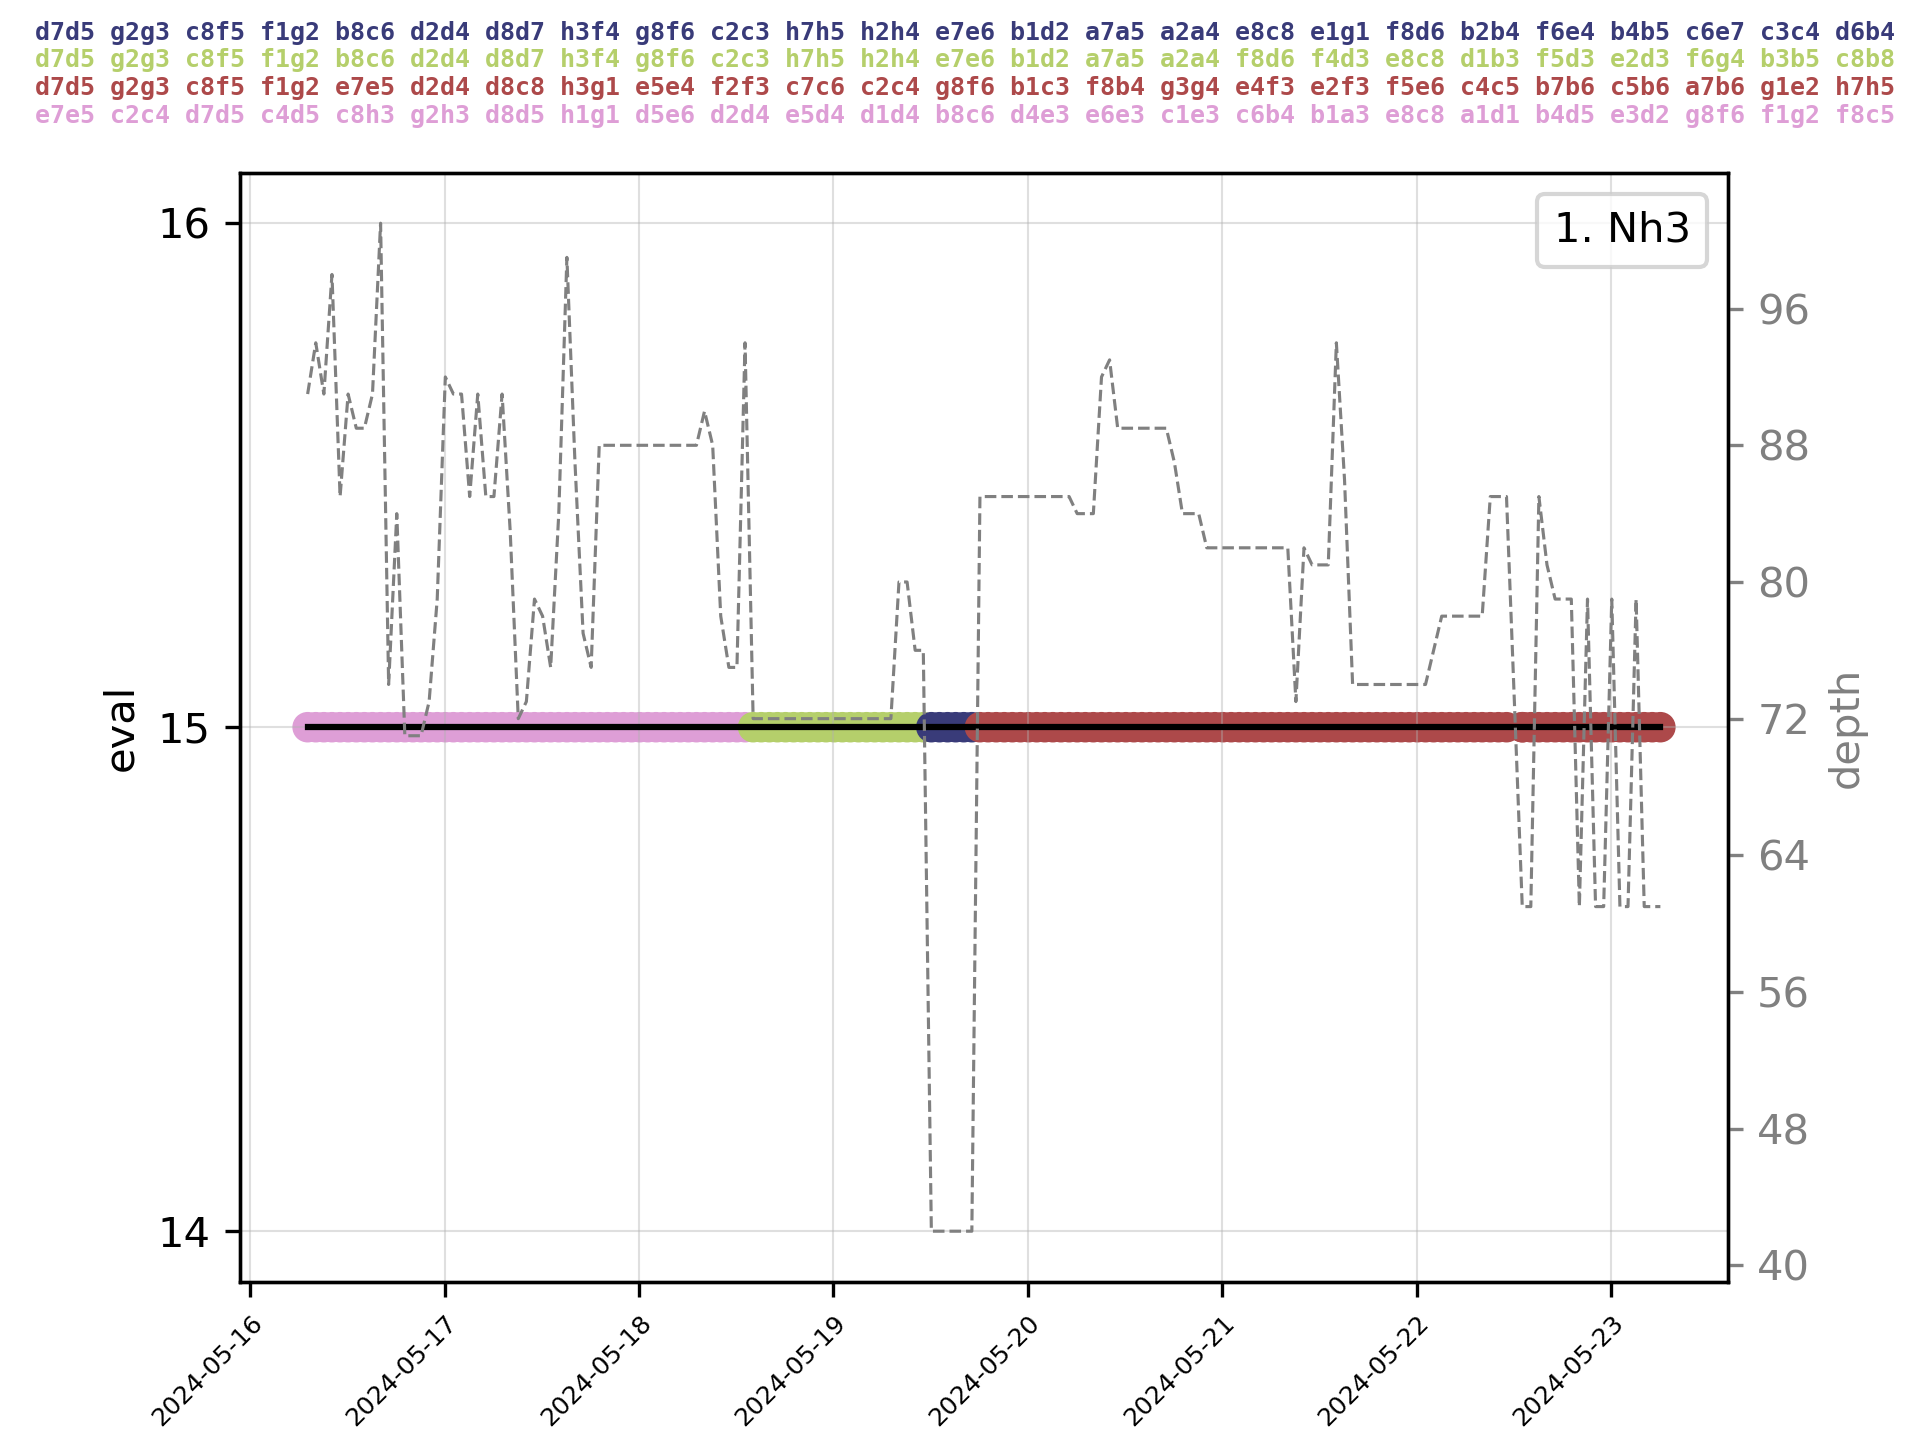 d7d5 g2g3 c8f5 f1g2 b8c6 d2d4 d8d7 h3f4 g8f6 c2c3 h7h5 h2h4 e7e6 b1d2 a7a5 a2a4 e8c8 e1g1 f8d6 b2b4 f6e4 b4b5 c6e7 c3c4 d6b4
d7d5 g2g3 c8f5 f1g2 b8c6 d2d4 d8d7 h3f4 g8f6 c2c3 h7h5 h2h4 e7e6 b1d2 a7a5 a2a4 f8d6 f4d3 e8c8 d1b3 f5d3 e2d3 f6g4 b3b5 c8b8
d7d5 g2g3 c8f5 f1g2 e7e5 d2d4 d8c8 h3g1 e5e4 f2f3 c7c6 c2c4 g8f6 b1c3 f8b4 g3g4 e4f3 e2f3 f5e6 c4c5 b7b6 c5b6 a7b6 g1e2 h7h5
e7e5 c2c4 d7d5 c4d5 c8h3 g2h3 d8d5 h1g1 d5e6 d2d4 e5d4 d1d4 b8c6 d4e3 e6e3 c1e3 c6b4 b1a3 e8c8 a1d1 b4d5 e3d2 g8f6 f1g2 f8c5
1. Nh3
16
15
14
eval
96
88
80
72
64
56
48
40
depth
2024-05-16
2024-05-17
2024-05-18
2024-05-19
2024-05-20
2024-05-21
2024-05-22
2024-05-23